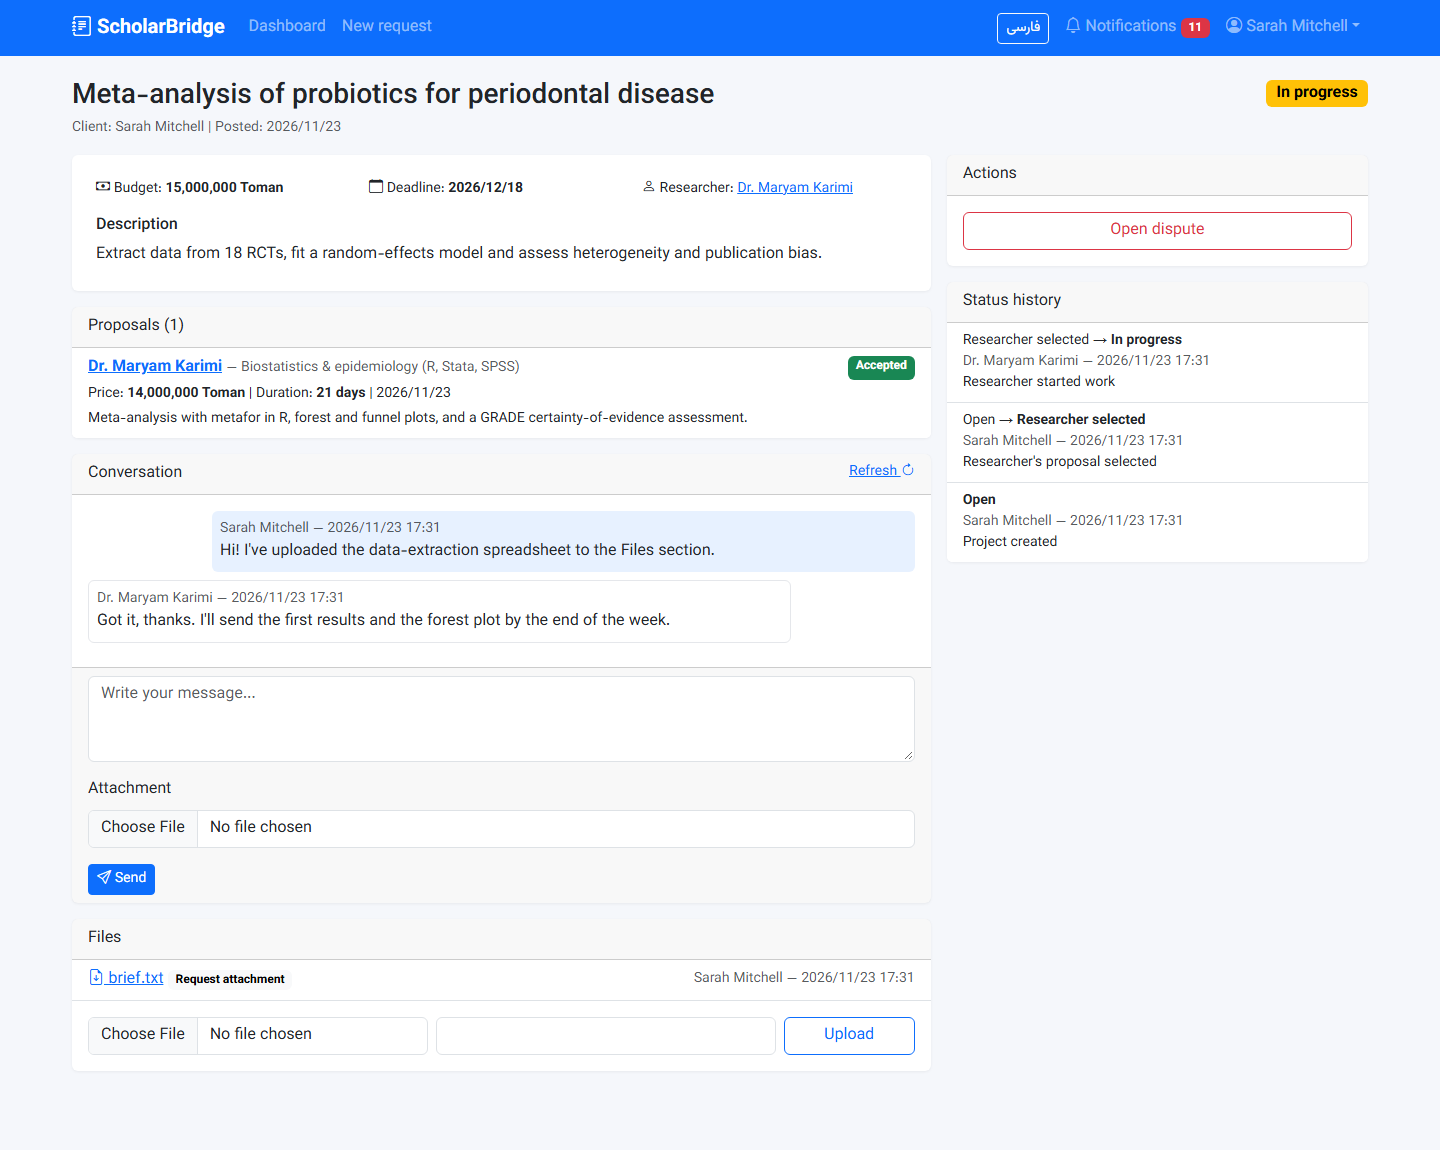 ScholarBridge Dashboard New request فارسی Notifications 11 Sarah Mitchell
Meta-analysis of probiotics for periodontal disease
In progress
Client: Sarah Mitchell | Posted: 2026/11/23
Budget: 15,000,000 Toman
Deadline: 2026/12/18
Researcher: Dr. Maryam Karimi
Description
Extract data from 18 RCTs, fit a random-effects model and assess heterogeneity and publication bias.
Proposals (1)
Dr. Maryam Karimi — Biostatistics & epidemiology (R, Stata, SPSS)
Accepted
Price: 14,000,000 Toman | Duration: 21 days | 2026/11/23
Meta-analysis with metafor in R, forest and funnel plots, and a GRADE certainty-of-evidence assessment.
Conversation
Refresh
Sarah Mitchell — 2026/11/23 17:31
Hi! I've uploaded the data-extraction spreadsheet to the Files section.
Dr. Maryam Karimi — 2026/11/23 17:31
Got it, thanks. I'll send the first results and the forest plot by the end of the week.
Write your message...
Attachment
Choose File No file chosen
Send
Files
brief.txt Request attachment
Sarah Mitchell — 2026/11/23 17:31
Choose File No file chosen
Upload
Actions
Open dispute
Status history
Researcher selected → In progress
Dr. Maryam Karimi — 2026/11/23 17:31
Researcher started work
Open → Researcher selected
Sarah Mitchell — 2026/11/23 17:31
Researcher's proposal selected
Open
Sarah Mitchell — 2026/11/23 17:31
Project created